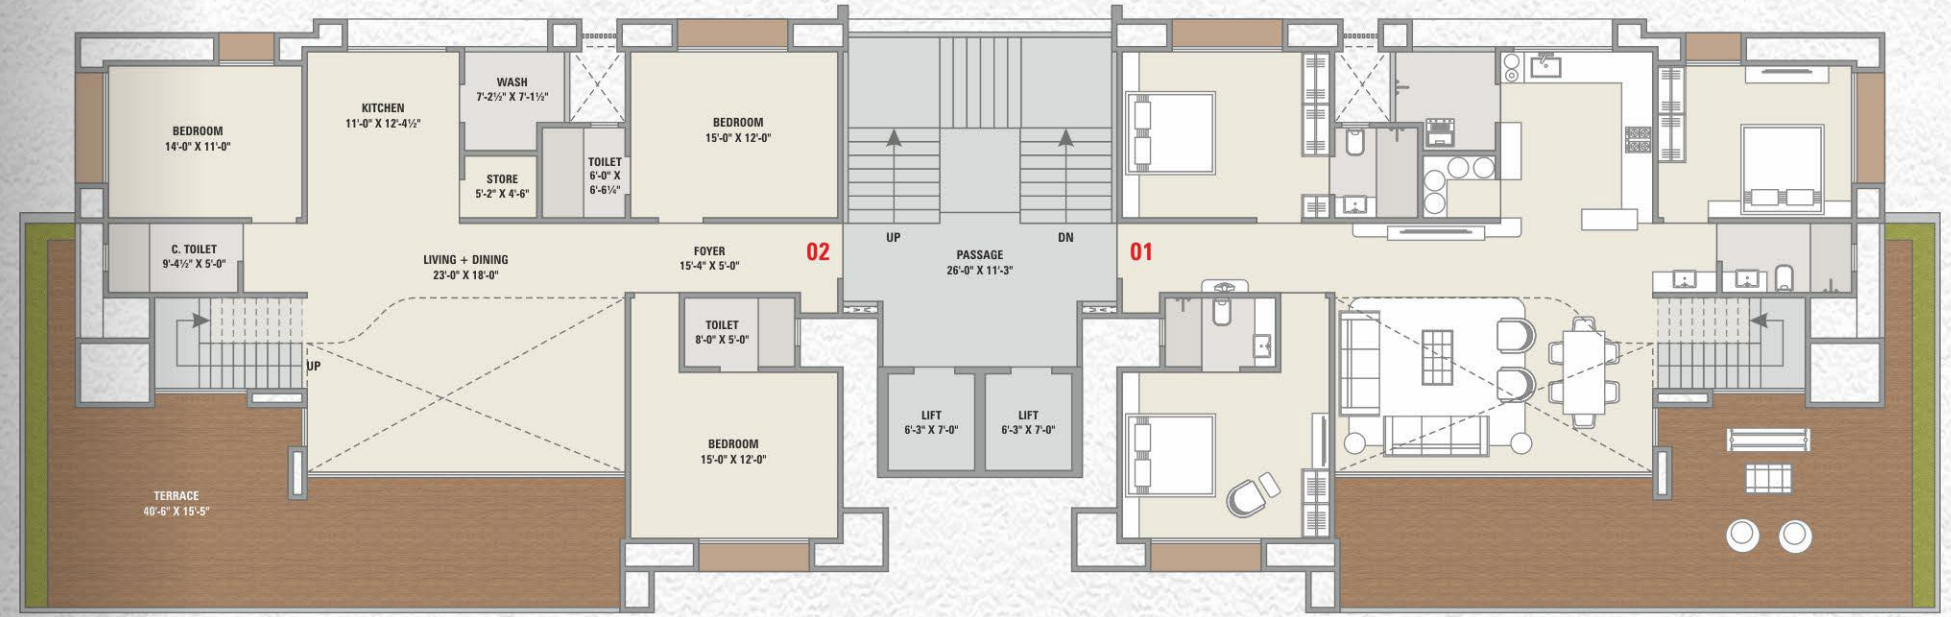 BEDROOM
14'-0" X 11'-0"
KITCHEN
11'-0" X 12'-4½"
WASH
7'-2½" X 7'-1½"
STORE
5'-2" X 4'-6"
TOILET
6'-0" X
6'-6¼"
BEDROOM
15'-0" X 12'-0"
C. TOILET
9'-4½" X 5'-0"
LIVING + DINING
23'-0" X 18'-0"
FOYER
15'-4" X 5'-0"
02
UP
DN
PASSAGE
26'-0" X 11'-3"
01
UP
TOILET
8'-0" X 5'-0"
BEDROOM
15'-0" X 12'-0"
LIFT
6'-3" X 7'-0"
LIFT
6'-3" X 7'-0"
TERRACE
40'-6" X 15'-5"